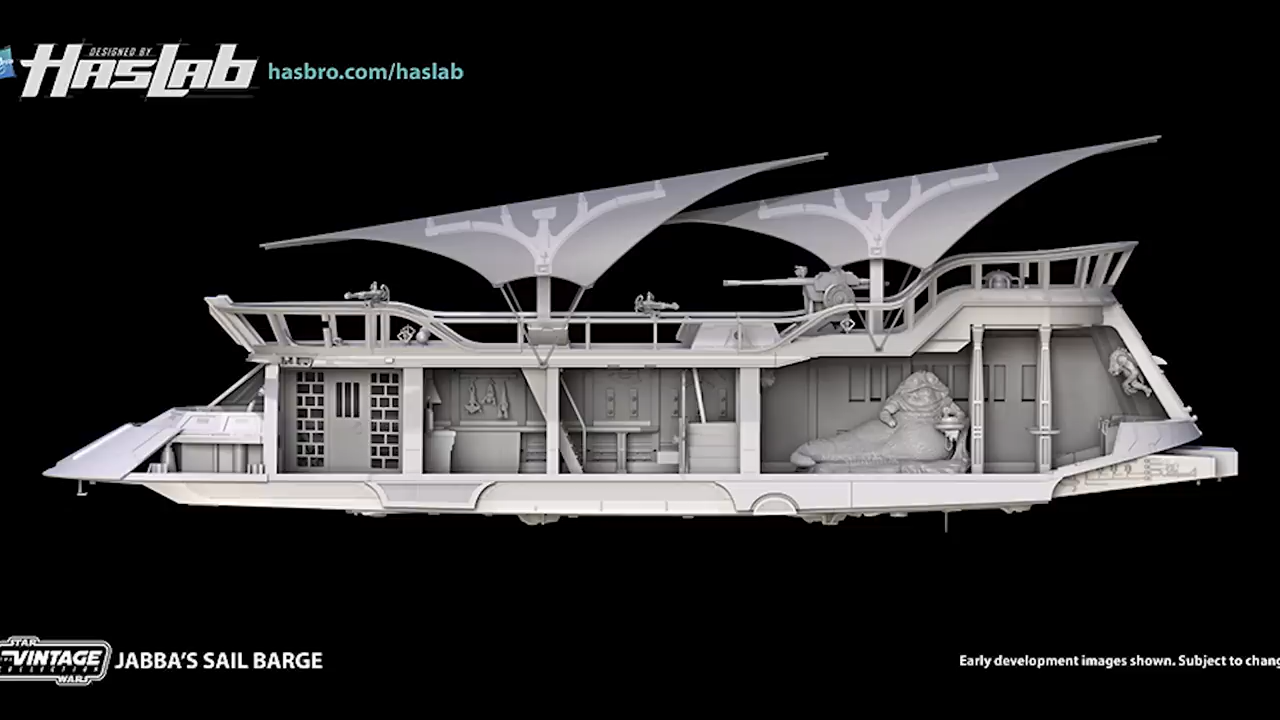 DESIGNED BY
HASLAB
hasbro.com/haslab
STAR
VINTAGE
WARS
JABBA'S SAIL BARGE
Early development images shown. Subject to chang